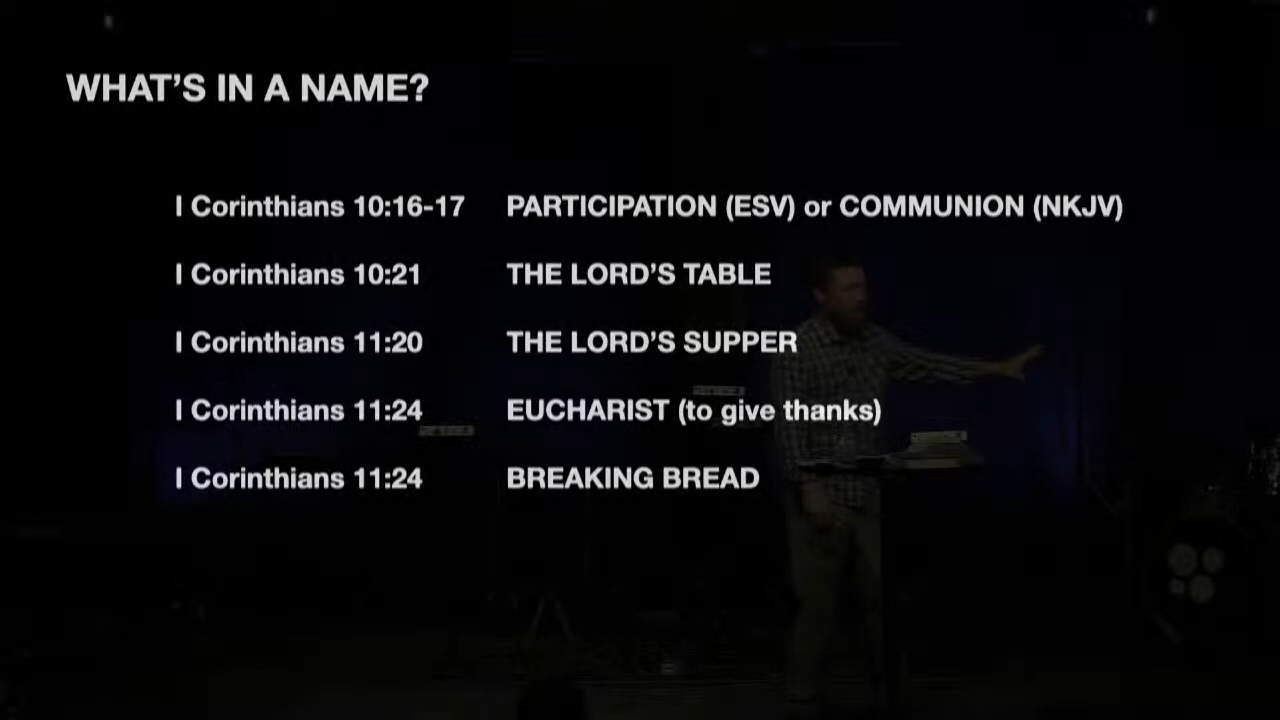 WHAT'S IN A NAME?
I Corinthians 10:16-17 PARTICIPATION (ESV) or COMMUNION (NKJV)
I Corinthians 10:21 THE LORD'S TABLE
I Corinthians 11:20 THE LORD'S SUPPER
I Corinthians 11:24 EUCHARIST (to give thanks)
I Corinthians 11:24 BREAKING BREAD